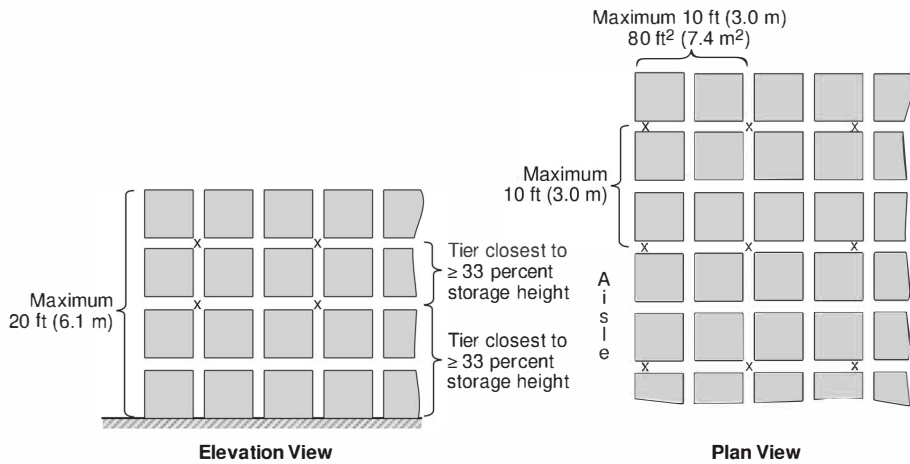 Maximum 10 ft (3.0 m)
80 ft² (7.4 m²)
x x x
Maximum
10 ft (3.0 m)
x x x
x x
Tier closest to
≥ 33 percent
storage height
Maximum
20 ft (6.1 m)
x x
Tier closest to
≥ 33 percent
storage height
A
i
s
l
e
x x x
Elevation View
Plan View